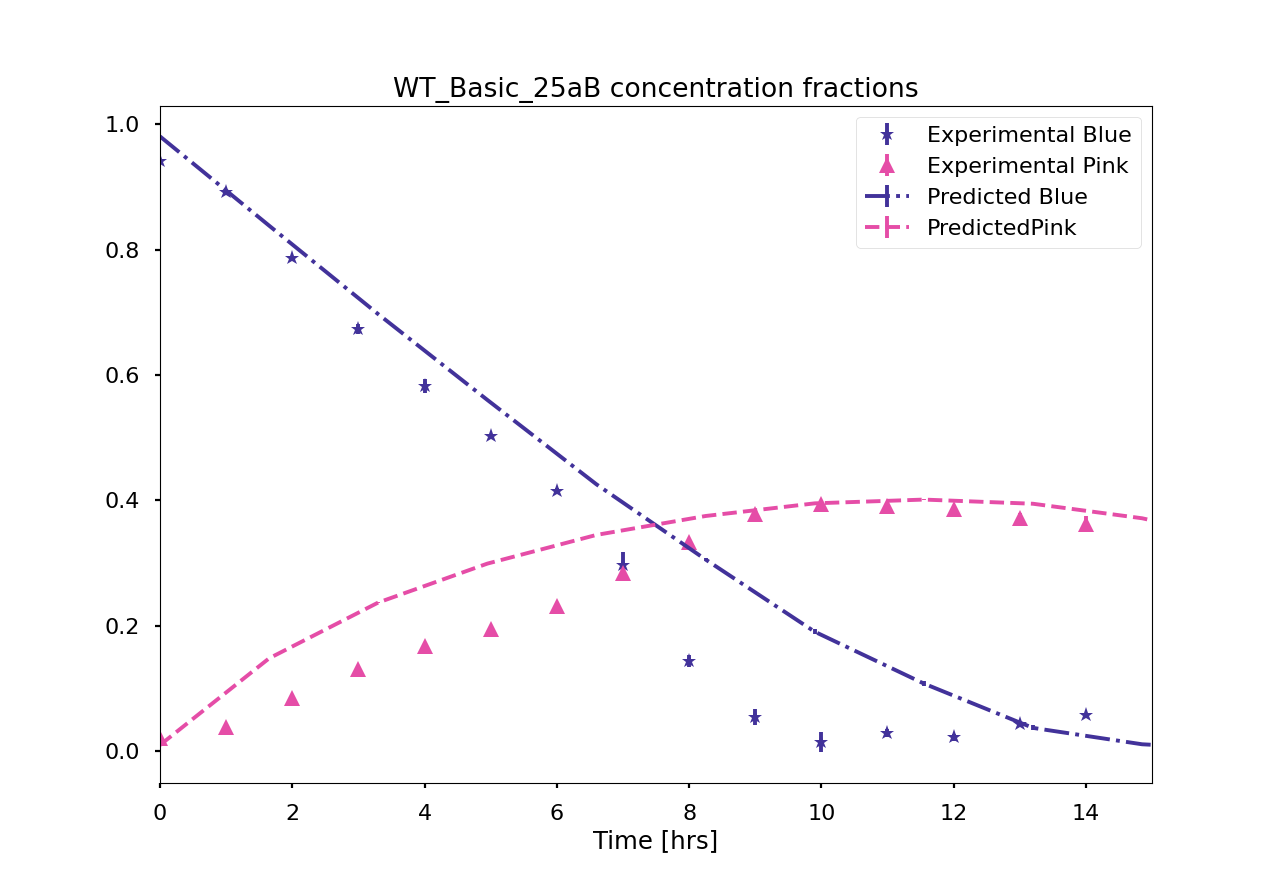 WT_Basic_25aB concentration fractions
1.0
0.8
0.6
0.4
0.2
0.0
Experimental Blue
Experimental Pink
Predicted Blue
PredictedPink
0 2 4 6 8 10 12 14
Time [hrs]